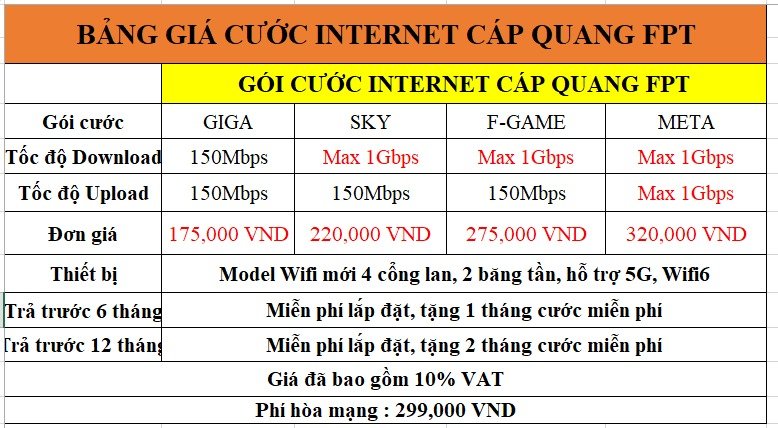 BẢNG GIÁ CƯỚC INTERNET CÁP QUANG FPT
GÓI CƯỚC INTERNET CÁP QUANG FPT
Gói cước GIGA SKY F-GAME META
Tốc độ Download 150Mbps Max 1Gbps Max 1Gbps Max 1Gbps
Tốc độ Upload 150Mbps 150Mbps 150Mbps Max 1Gbps
Đơn giá 175,000 VND 220,000 VND 275,000 VND 320,000 VND
Thiết bị Model Wifi mới 4 cổng lan, 2 băng tần, hỗ trợ 5G, Wifi6
Trả trước 6 tháng Miễn phí lắp đặt, tặng 1 tháng cước miễn phí
Trả trước 12 tháng Miễn phí lắp đặt, tặng 2 tháng cước miễn phí
Giá đã bao gồm 10% VAT
Phí hòa mạng : 299,000 VND